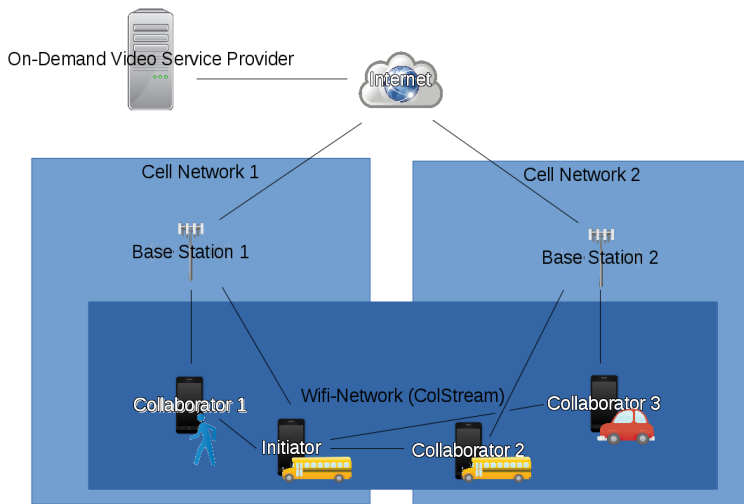 On-Demand Video Service Provider
Internet
Cell Network 1
Cell Network 2
Base Station 1
Base Station 2
Wifi-Network (ColStream)
Collaborator 1
Collaborator 3
Initiator
Collaborator 2